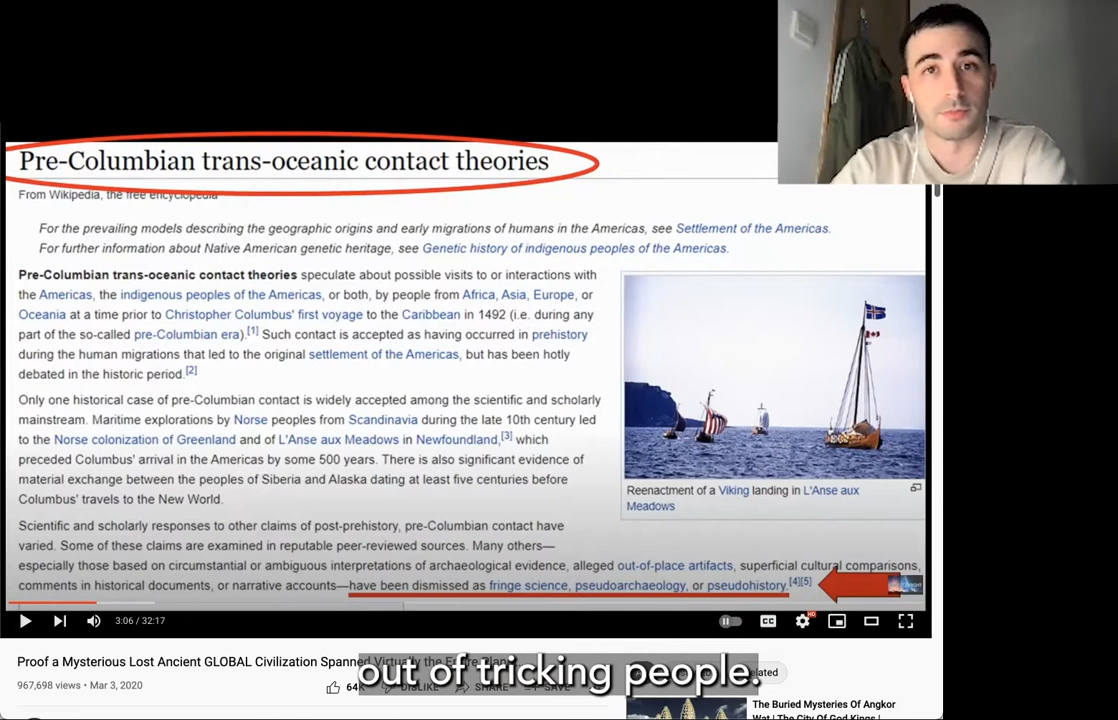 Pre-Columbian trans-oceanic contact theories
From Wikipedia, the free encyclopedia
For the prevailing models describing the geographic origins and early migrations of humans in the Americas, see Settlement of the Americas.
For further information about Native American genetic heritage, see Genetic history of indigenous peoples of the Americas.
Pre-Columbian trans-oceanic contact theories speculate about possible visits to or interactions with
the Americas, the indigenous peoples of the Americas, or both, by people from Africa, Asia, Europe, or
Oceania at a time prior to Christopher Columbus' first voyage to the Caribbean in 1492 (i.e. during any
part of the so-called pre-Columbian era).[1] Such contact is accepted as having occurred in prehistory
during the human migrations that led to the original settlement of the Americas, but has been hotly
debated in the historic period.[2]
Only one historical case of pre-Columbian contact is widely accepted among the scientific and scholarly
mainstream. Maritime explorations by Norse peoples from Scandinavia during the late 10th century led
to the Norse colonization of Greenland and of L'Anse aux Meadows in Newfoundland,[3] which
preceded Columbus' arrival in the Americas by some 500 years. There is also significant evidence of
material exchange between the peoples of Siberia and Alaska dating at least five centuries before
Columbus' travels to the New World.
Reenactment of a Viking landing in L'Anse aux
Meadows
Scientific and scholarly responses to other claims of post-prehistory, pre-Columbian contact have
varied. Some of these claims are examined in reputable peer-reviewed sources. Many others—
especially those based on circumstantial or ambiguous interpretations of archaeological evidence, alleged out-of-place artifacts, superficial cultural comparisons,
comments in historical documents, or narrative accounts—have been dismissed as fringe science, pseudoarchaeology, or pseudohistory.[4][5]
3:06 / 32:17
CC
HD
Proof a Mysterious Lost Ancient GLOBAL Civilization Spanned Virtually the Entire
out of tricking people.
967,698 views • Mar 3, 2020
64K
DISLIKE
SHARE
SAVE
The Buried Mysteries Of Angkor
Wat | The City Of God Kings |